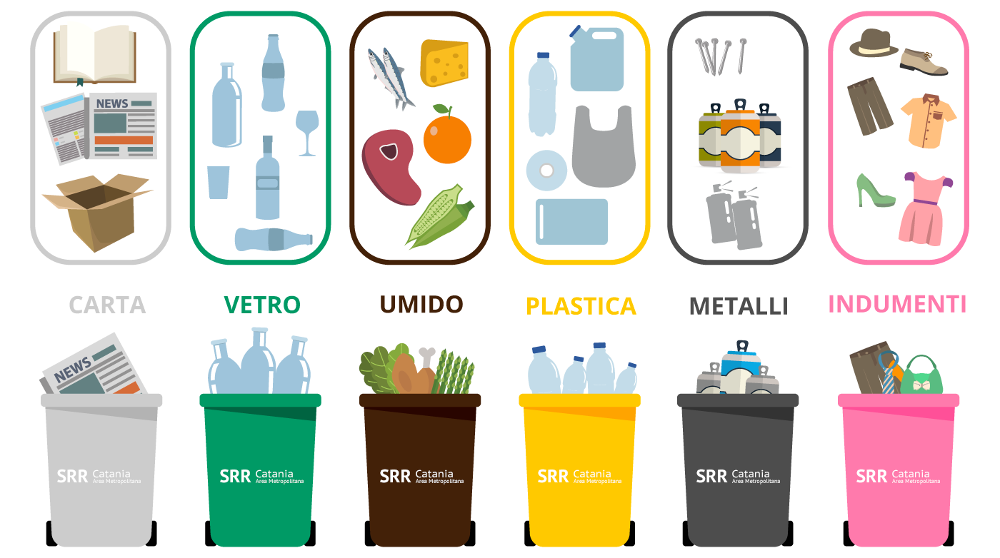 NEWS
CARTA
VETRO
UMIDO
PLASTICA
METALLI
INDUMENTI
NEWS
SRR Catania
Area Metropolitana
SRR Catania
Area Metropolitana
SRR Catania
Area Metropolitana
SRR Catania
Area Metropolitana
SRR Catania
Area Metropolitana
SRR Catania
Area Metropolitana